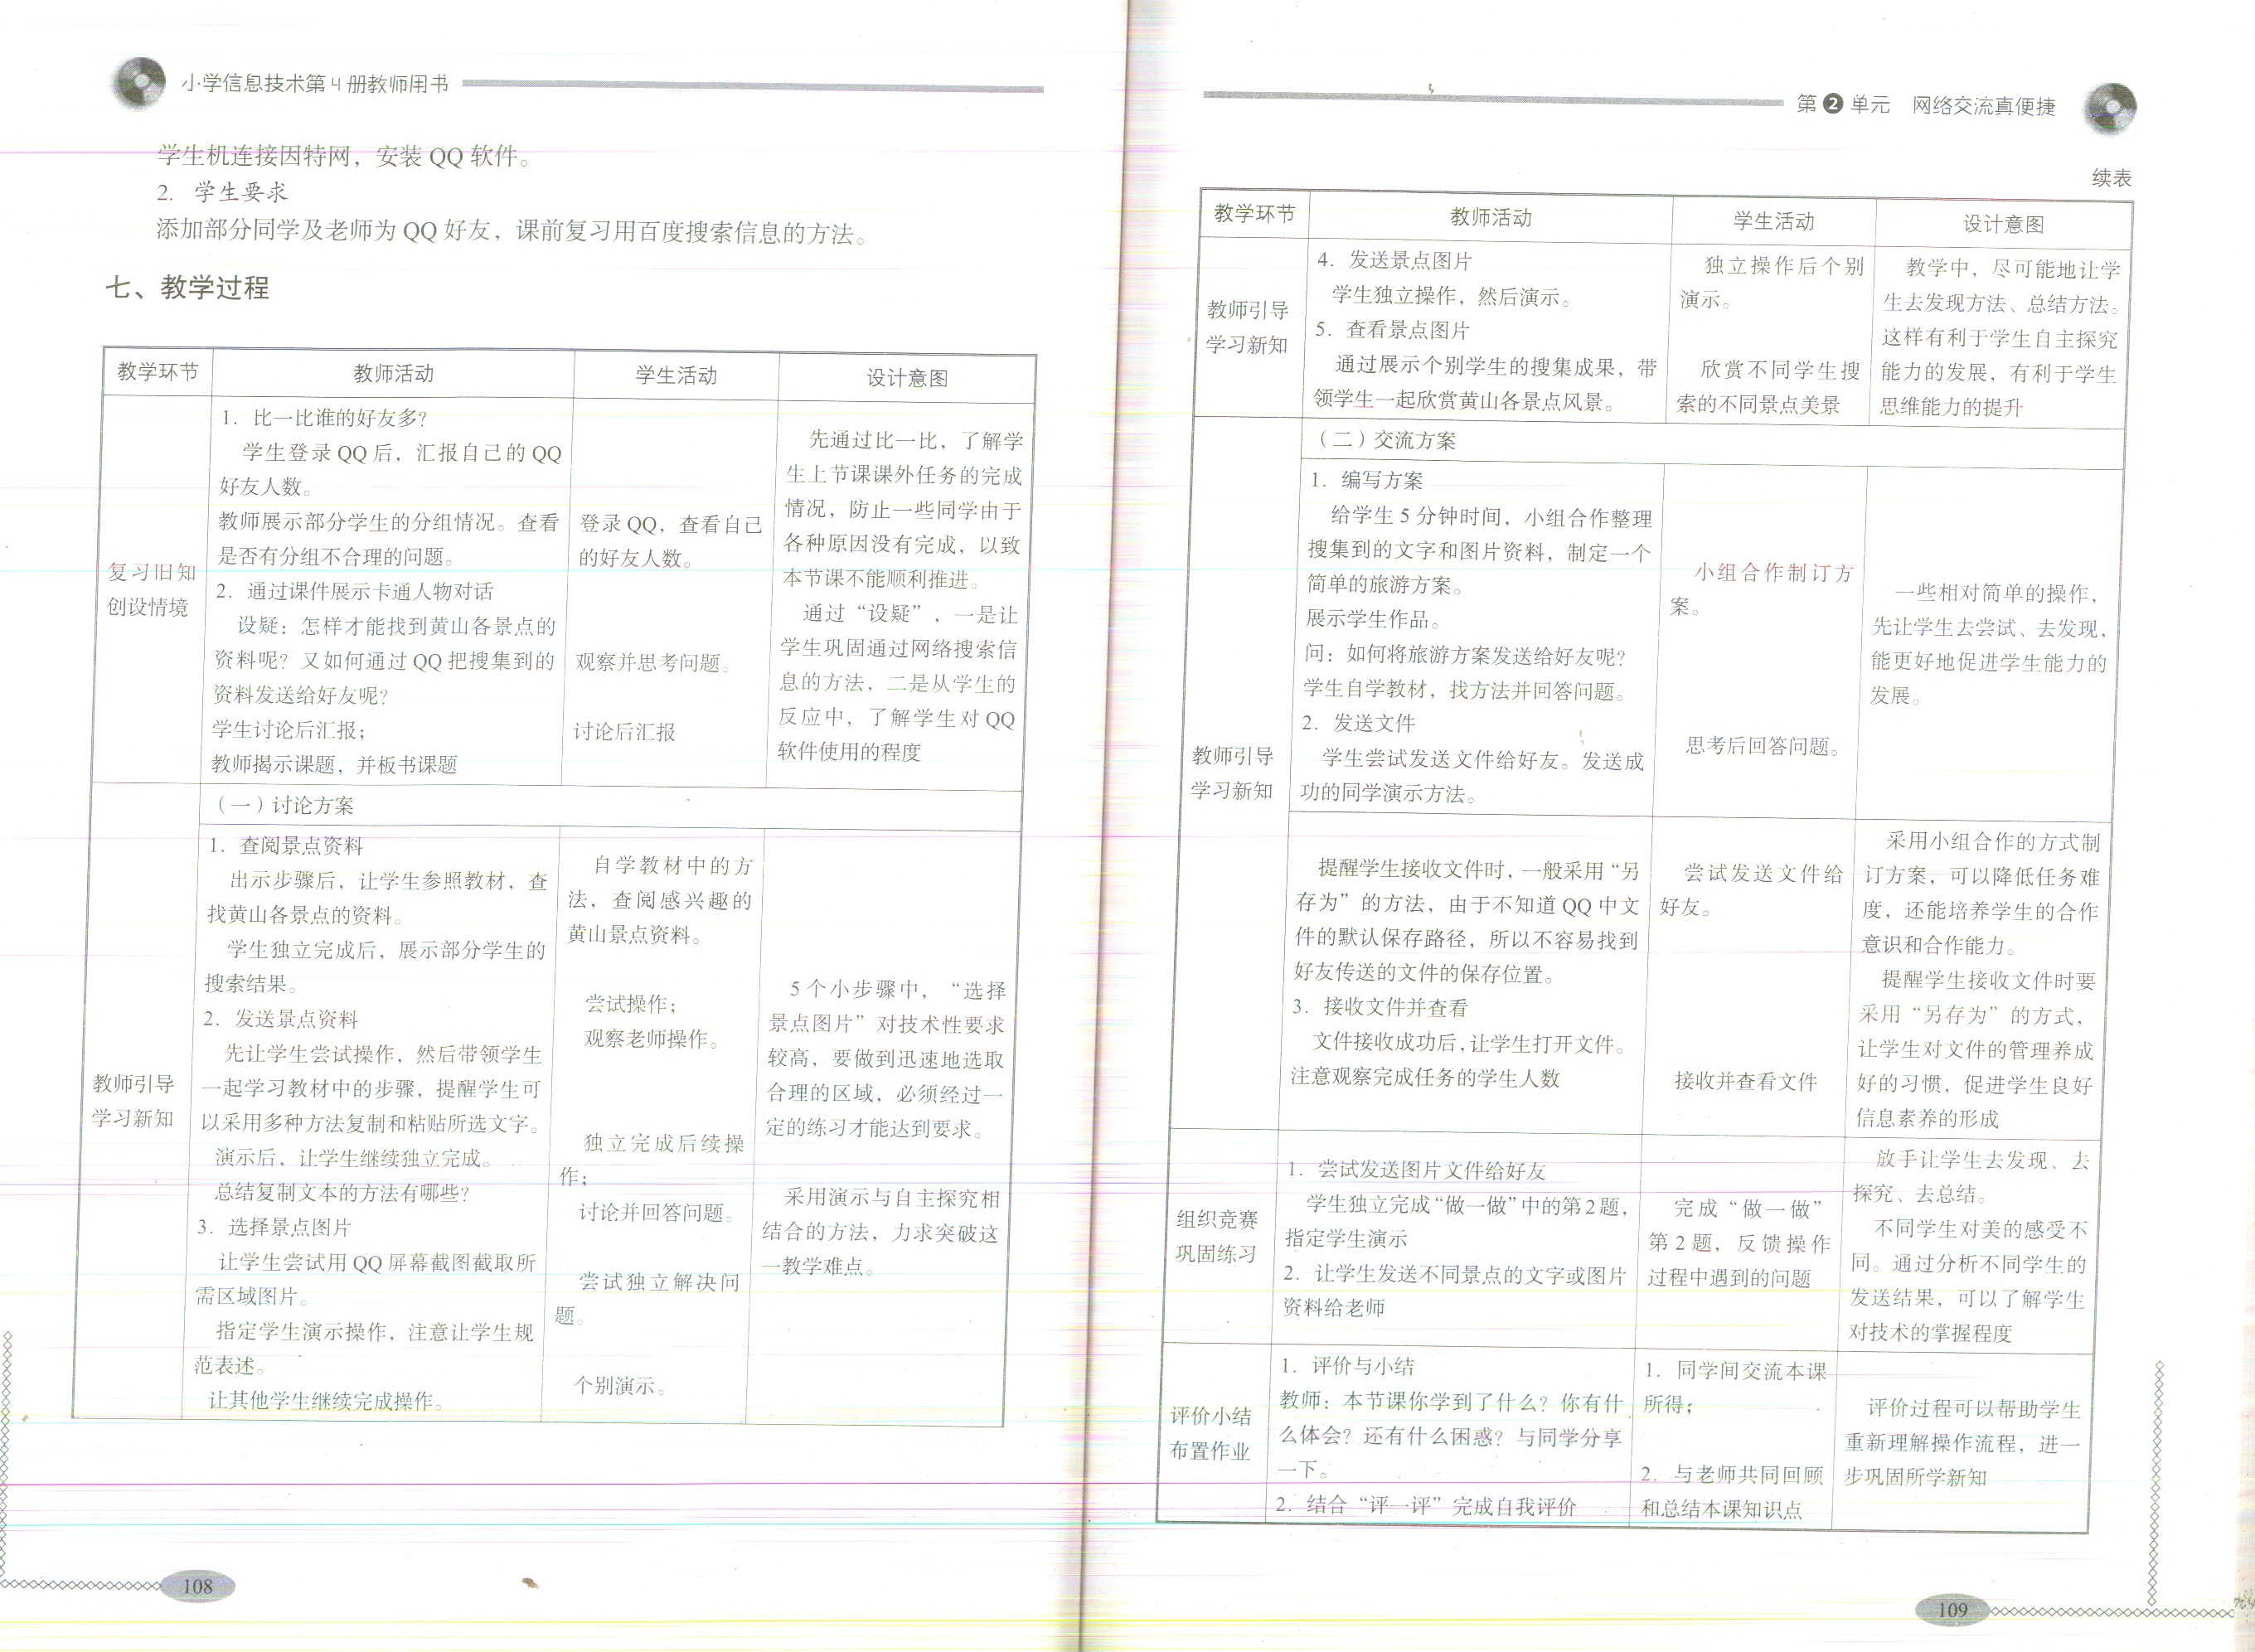 小学信息技术第4册教师用书
学生机连接因特网，安装 QQ 软件。
2. 学生要求
添加部分同学及老师为 QQ 好友，课前复习用百度搜索信息的方法。
七、教学过程
教学环节
教师活动
学生活动
设计意图
复习旧知
创设情境
1. 比一比谁的好友多？
学生登录 QQ 后，汇报自己的 QQ
好友人数。
教师展示部分学生的分组情况。查看
是否有分组不合理的问题。
2. 通过课件展示卡通人物对话
设疑：怎样才能找到黄山各景点的
资料呢？又如何通过 QQ 把搜集到的
资料发送给好友呢？
学生讨论后汇报；
教师揭示课题，并板书课题
登录 QQ，查看自己
的好友人数。
观察并思考问题。
讨论后汇报
先通过比一比，了解学
生上节课课外任务的完成
情况，防止一些同学由于
各种原因没有完成，以致
本节课不能顺利推进。
通过“设疑”，一是让
学生巩固通过网络搜索信
息的方法，二是从学生的
反应中，了解学生对 QQ
软件使用的程度
教师引导
学习新知
（一）讨论方案
1. 查阅景点资料
出示步骤后，让学生参照教材，查
找黄山各景点的资料。
学生独立完成后，展示部分学生的
搜索结果。
2. 发送景点资料
先让学生尝试操作，然后带领学生
一起学习教材中的步骤，提醒学生可
以采用多种方法复制和粘贴所选文字。
演示后，让学生继续独立完成。
总结复制文本的方法有哪些？
3. 选择景点图片
让学生尝试用 QQ 屏幕截图截取所
需区域图片。
指定学生演示操作，注意让学生规
范表述。
让其他学生继续完成操作。
自学教材中的方
法，查阅感兴趣的
黄山景点资料。
尝试操作；
观察老师操作。
独立完成后续操
作；
讨论并回答问题。
尝试独立解决问
题。
个别演示。
5 个小步骤中，“选择
景点图片”对技术性要求
较高，要做到迅速地选取
合理的区域，必须经过一
定的练习才能达到要求。
采用演示与自主探究相
结合的方法，力求突破这
一教学难点。
108
第2单元 网络交流真便捷
续表
教学环节
教师活动
学生活动
设计意图
教师引导
学习新知
4. 发送景点图片
学生独立操作，然后演示。
5. 查看景点图片
通过展示个别学生的搜集成果，带
领学生一起欣赏黄山各景点风景。
独立操作后个别
演示。
欣赏不同学生搜
索的不同景点美景
教学中，尽可能地让学
生去发现方法、总结方法。
这样有利于学生自主探究
能力的发展，有利于学生
思维能力的提升
教师引导
学习新知
（二）交流方案
1. 编写方案
给学生 5 分钟时间，小组合作整理
搜集到的文字和图片资料，制定一个
简单的旅游方案。
展示学生作品。
问：如何将旅游方案发送给好友呢？
学生自学教材，找方法并回答问题。
2. 发送文件
学生尝试发送文件给好友。发送成
功的同学演示方法。
小组合作制订方
案。
思考后回答问题。
一些相对简单的操作，
先让学生去尝试、去发现，
能更好地促进学生能力的
发展。
提醒学生接收文件时，一般采用“另
存为”的方法，由于不知道 QQ 中文
件的默认保存路径，所以不容易找到
好友传送的文件的保存位置。
3. 接收文件并查看
文件接收成功后，让学生打开文件。
注意观察完成任务的学生人数
尝试发送文件给
好友。
接收并查看文件
采用小组合作的方式制
订方案，可以降低任务难
度，还能培养学生的合作
意识和合作能力。
提醒学生接收文件时要
采用“另存为”的方式，
让学生对文件的管理养成
好的习惯，促进学生良好
信息素养的形成
组织竞赛
巩固练习
1. 尝试发送图片文件给好友
学生独立完成“做一做”中的第 2 题，
指定学生演示
2. 让学生发送不同景点的文字或图片
资料给老师
完成“做一做”
第 2 题，反馈操作
过程中遇到的问题
放手让学生去发现、去
探究、去总结。
不同学生对美的感受不
同。通过分析不同学生的
发送结果，可以了解学生
对技术的掌握程度
评价小结
布置作业
1. 评价与小结
教师：本节课你学到了什么？你有什
么体会？还有什么困惑？与同学分享
一下。
2. 结合“评一评”完成自我评价
1. 同学间交流本课
所得；
2. 与老师共同回顾
和总结本课知识点
评价过程可以帮助学生
重新理解操作流程，进一
步巩固所学新知
109